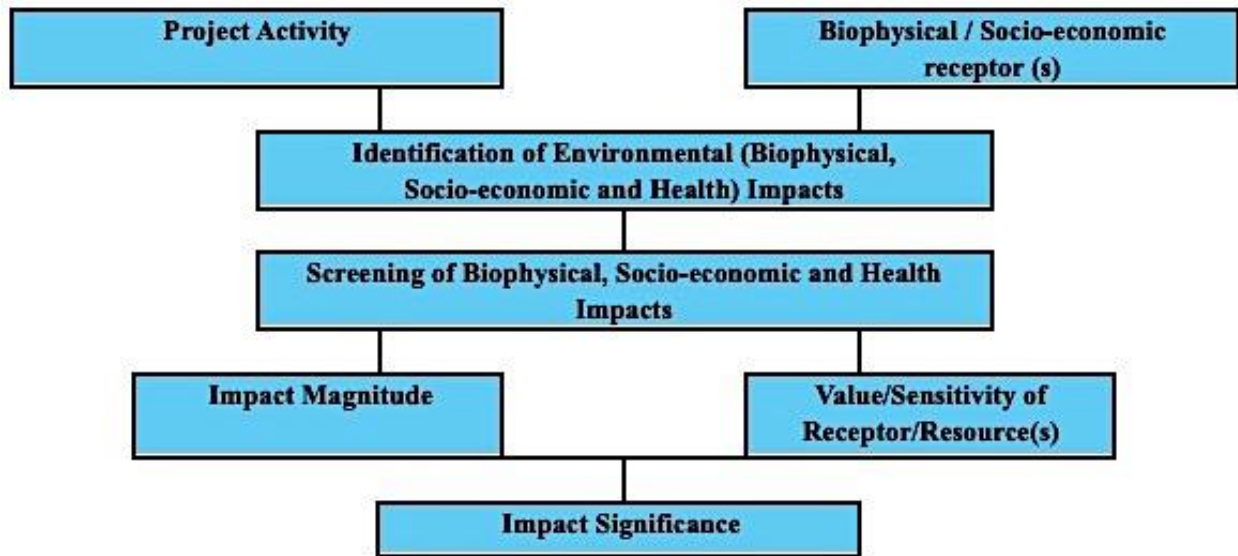 Project Activity
Biophysical / Socio-economic
receptor (s)
Identification of Environmental (Biophysical,
Socio-economic and Health) Impacts
Screening of Biophysical, Socio-economic and Health
Impacts
Impact Magnitude
Value/Sensitivity of
Receptor/Resource(s)
Impact Significance